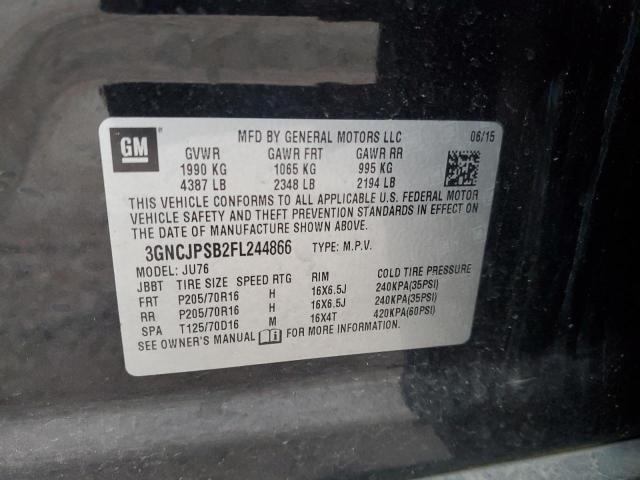 GM
MFD BY GENERAL MOTORS LLC 06/15
GVWR GAWR FRT GAWR RR
1990 KG 1065 KG 995 KG
4387 LB 2348 LB 2194 LB
THIS VEHICLE CONFORMS TO ALL APPLICABLE U.S. FEDERAL MOTOR
VEHICLE SAFETY AND THEFT PREVENTION STANDARDS IN EFFECT ON
THE DATE OF MANUFACTURE SHOWN ABOVE.
3GNCJPSB2FL244866 TYPE: M.P.V.
MODEL: JU76
JBBT TIRE SIZE SPEED RTG RIM COLD TIRE PRESSURE
FRT P205/70R16 H 16X6.5J 240KPA(35PSI)
RR P205/70R16 H 16X6.5J 240KPA(35PSI)
SPA T125/70D16 M 16X4T 420KPA(60PSI)
SEE OWNER'S MANUAL FOR MORE INFORMATION.